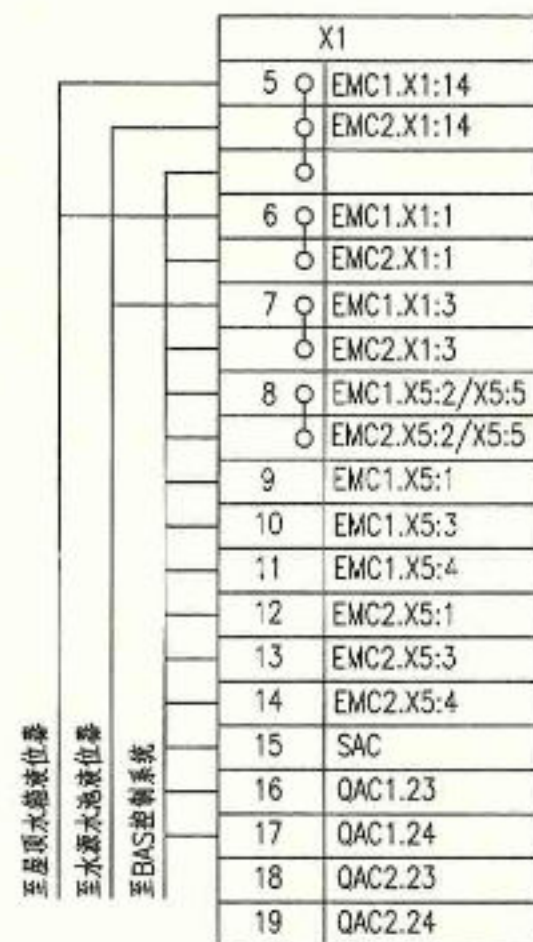 X1
5 EMC1.X1:14
EMC2.X1:14
6 EMC1.X1:1
EMC2.X1:1
7 EMC1.X1:3
EMC2.X1:3
8 EMC1.X5:2/X5:5
EMC2.X5:2/X5:5
9 EMC1.X5:1
10 EMC1.X5:3
11 EMC1.X5:4
12 EMC2.X5:1
13 EMC2.X5:3
14 EMC2.X5:4
15 SAC
16 QAC1.23
17 QAC1.24
18 QAC2.23
19 QAC2.24
至屋顶水箱液位器
至水源水池液位器
至BAS控制系统